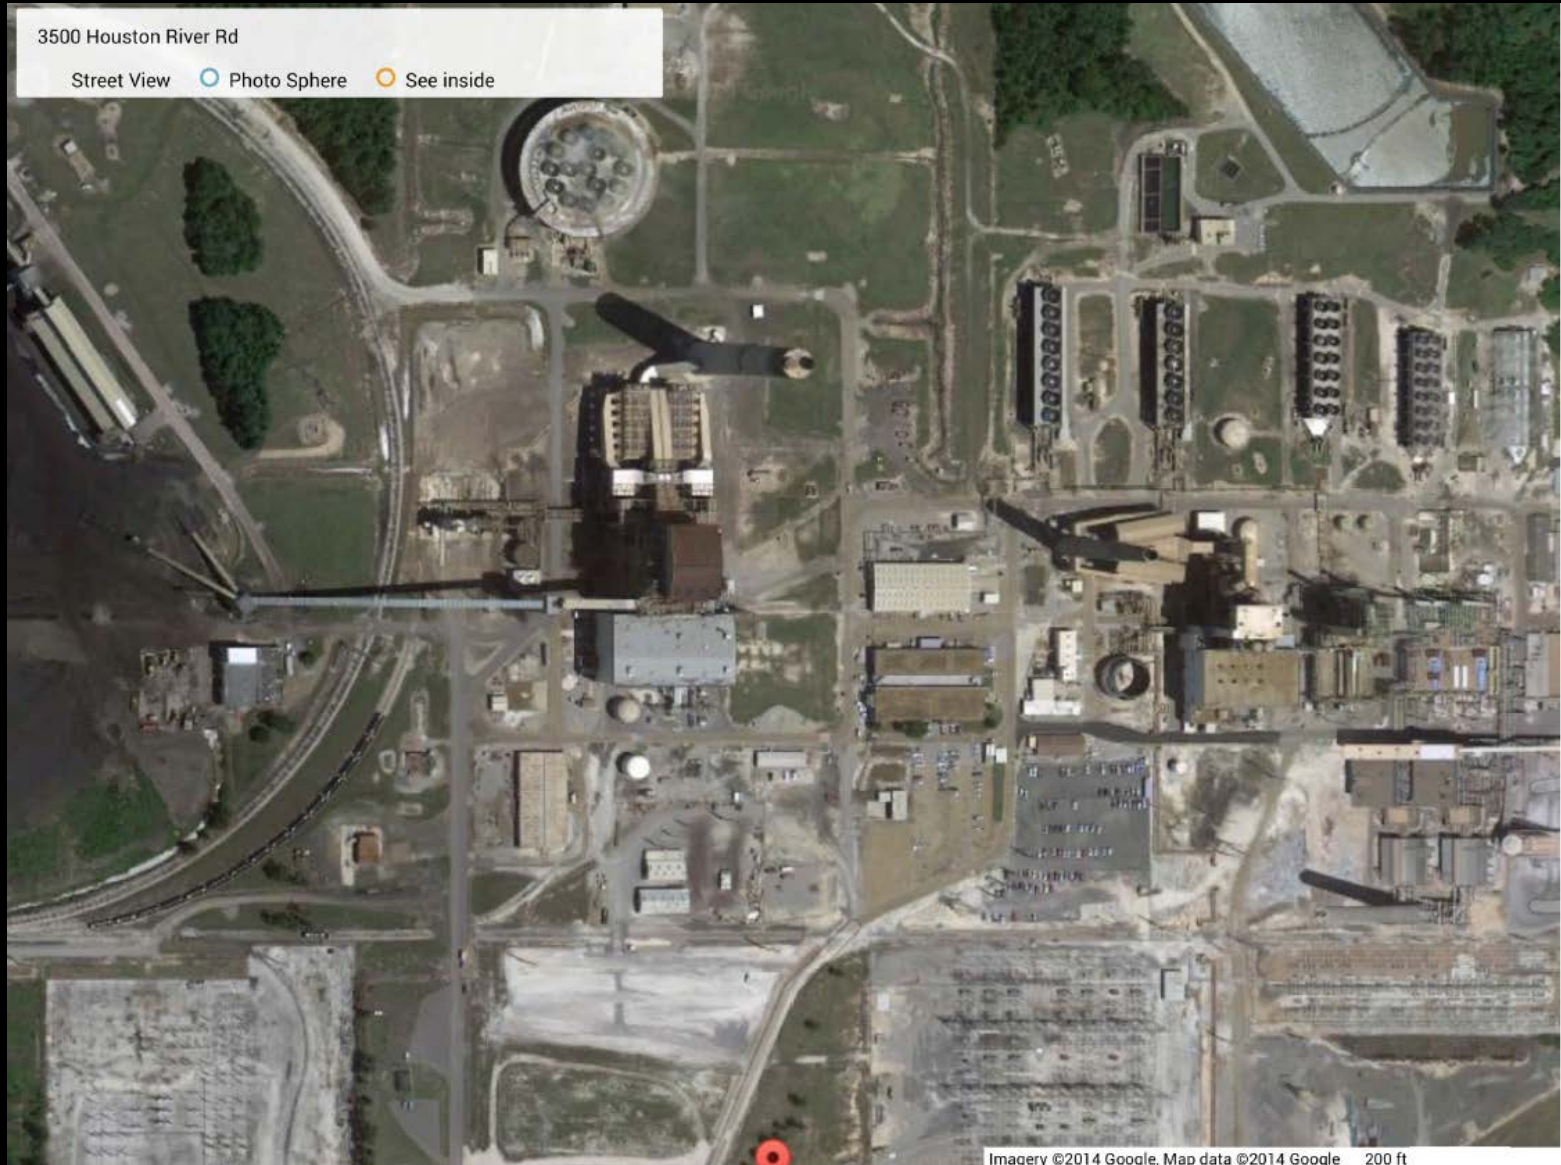 3500 Houston River Rd
Street View Photo Sphere See inside
Imagery ©2014 Google, Map data ©2014 Google 200 ft